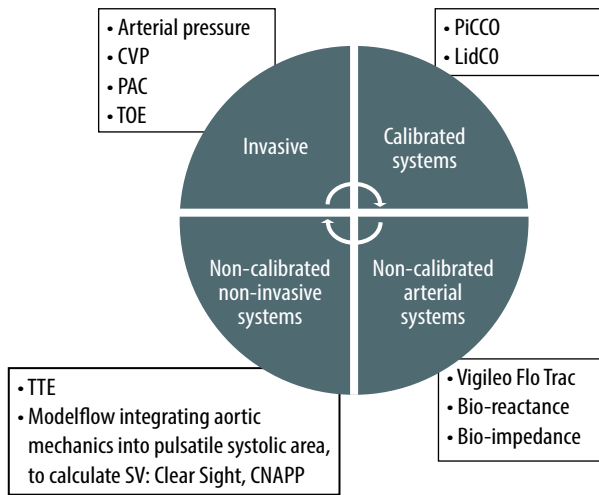 • Arterial pressure
• CVP
• PAC
• TOE
• PiCCO
• LidC0
Invasive
Calibrated
systems
Non-calibrated
non-invasive
systems
Non-calibrated
arterial
systems
• TTE
• Modelflow integrating aortic
mechanics into pulsatile systolic area,
to calculate SV: Clear Sight, CNAPP
• Vigileo Flo Trac
• Bio-reactance
• Bio-impedance